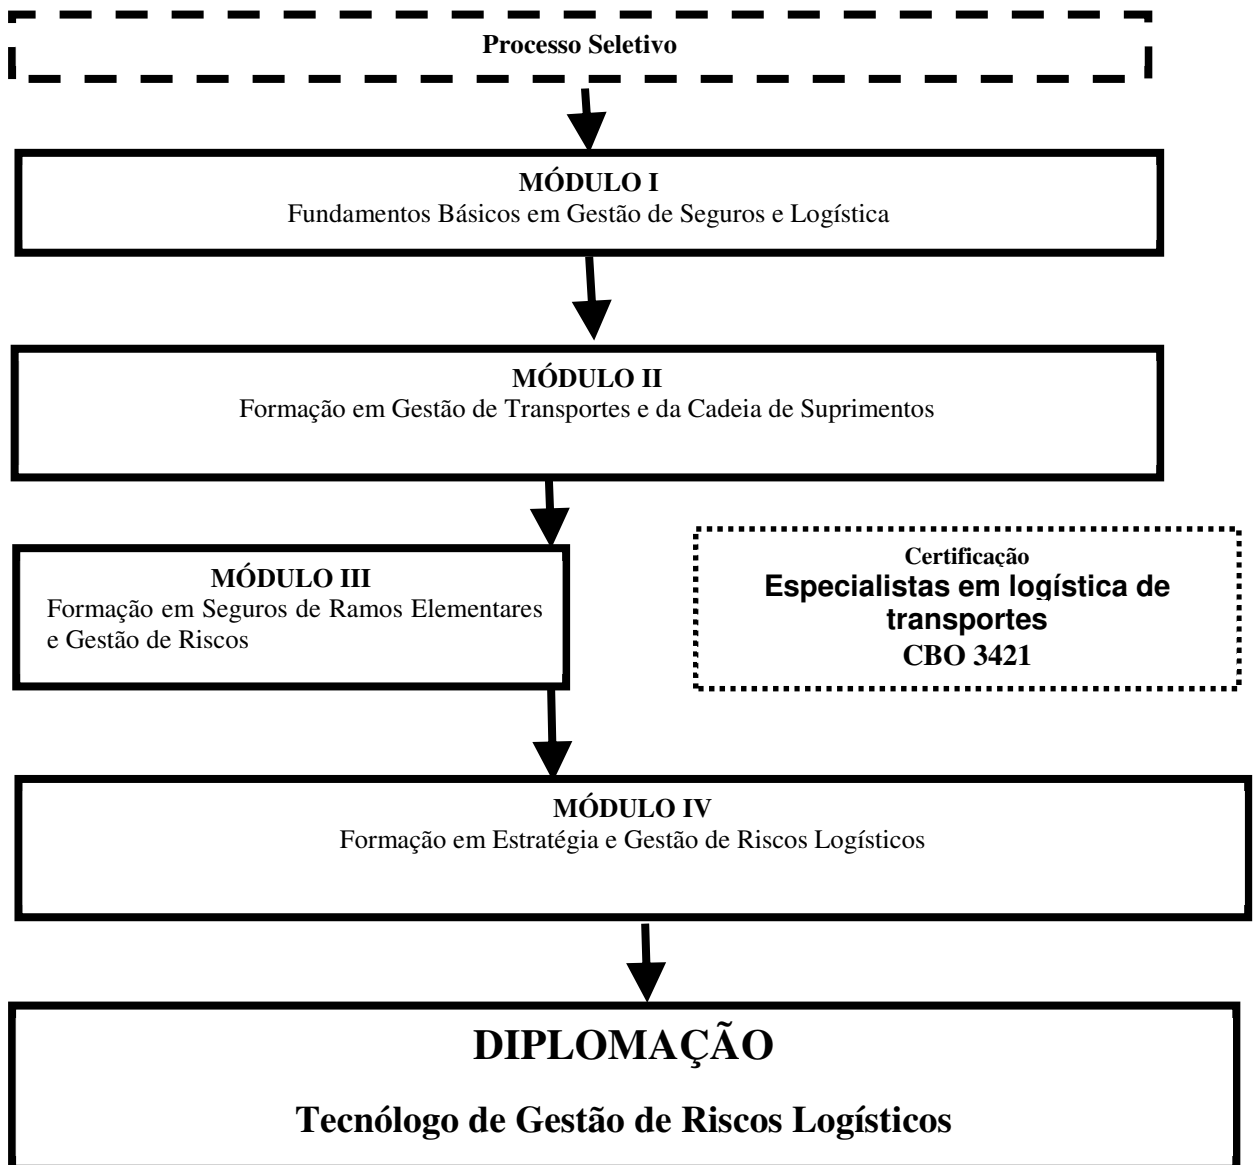 Processo Seletivo
MÓDULO I
Fundamentos Básicos em Gestão de Seguros e Logística
MÓDULO II
Formação em Gestão de Transportes e da Cadeia de Suprimentos
MÓDULO III
Formação em Seguros de Ramos Elementares
e Gestão de Riscos
Certificação
Especialistas em logística de
transportes
CBO 3421
MÓDULO IV
Formação em Estratégia e Gestão de Riscos Logísticos
DIPLOMAÇÃO
Tecnólogo de Gestão de Riscos Logísticos